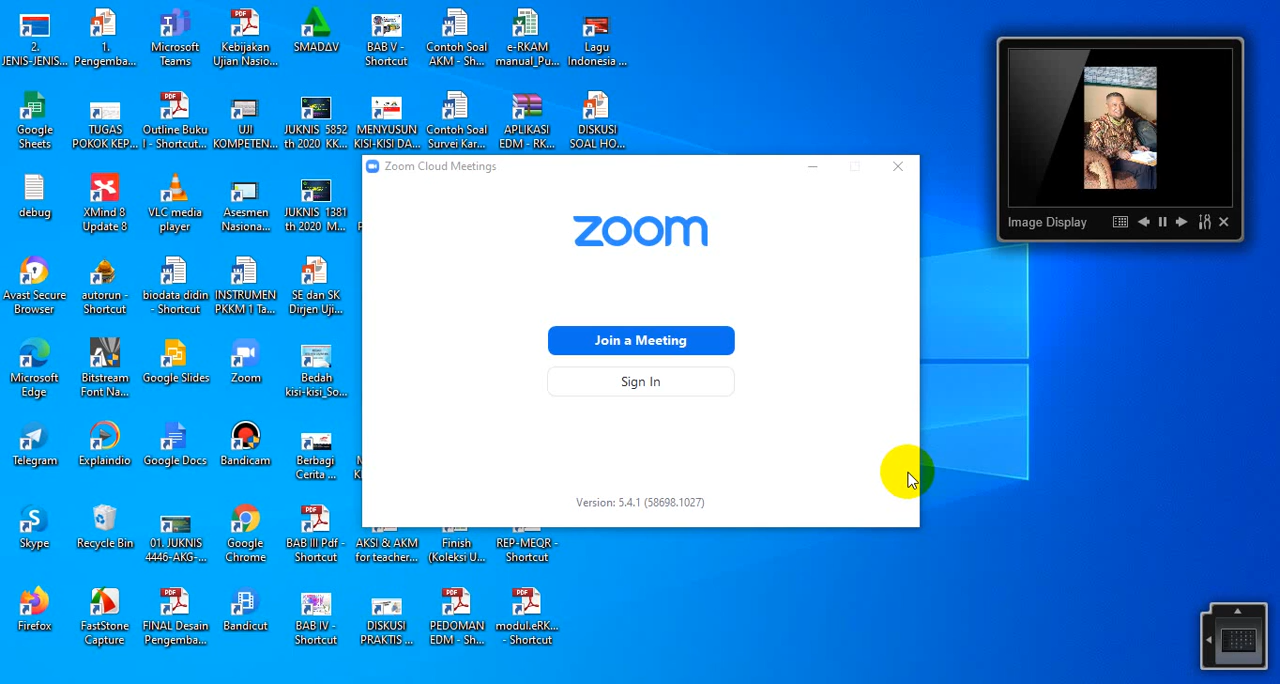 2.
JENIS-JENIS...
1.
Pengemba...
Microsoft
Teams
Kebijakan
Ujian Nasio...
SMADΔV
BAB V -
Shortcut
Contoh Soal
AKM - Sh...
e-RKAM
manual_Pu...
Lagu
Indonesia ...
Google
Sheets
TUGAS
POKOK KEP...
Outline Buku
I - Shortcut...
UJI
KOMPETEN...
JUKNIS 5852
th 2020 KK...
MENYUSUN
KISI-KISI DA...
Contoh Soal
Survei Kar...
APLIKASI
EDM - RK...
DISKUSI
SOAL HO...
debug
XMind 8
Update 8
VLC media
player
Asesmen
Nasiona...
JUKNIS 1381
th 2020 M...
Avast Secure
Browser
autorun -
Shortcut
biodata didin
- Shortcut
INSTRUMEN
PKKM 1 Ta...
SE dan SK
Dirjen Uji...
Microsoft
Edge
Bitstream
Font Na...
Google Slides
Zoom
Bedah
kisi-kisi_So...
Telegram
Explaindio
Google Docs
Bandicam
Berbagi
Cerita ...
Skype
Recycle Bin
01. JUKNIS
4446-AKG-...
Google
Chrome
BAB III Pdf -
Shortcut
AKSI & AKM
for teacher...
Finish
(Koleksi U...
REP-MEQR -
Shortcut
Firefox
FastStone
Capture
FINAL Desain
Pengemba...
Bandicut
BAB IV -
Shortcut
DISKUSI
PRAKTIS ...
PEDOMAN
EDM - Sh...
modul.eRK...
- Shortcut
Zoom Cloud Meetings
zoom
Join a Meeting
Sign In
Version: 5.4.1 (58698.1027)
Image Display